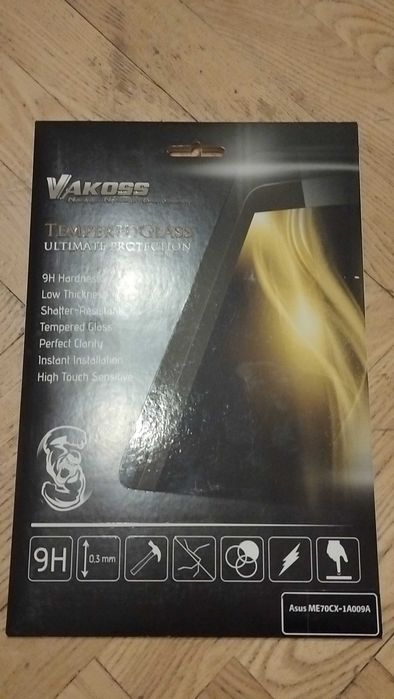 VAKOSS
TEMPERED GLASS
ULTIMATE PROTECTION
9H Hardness
Low Thickness
Shatter-Resistant
Tempered Glass
Perfect Clarity
Instant Installation
High Touch Sensitive
9H
0.3 mm
Asus ME70CX-1A009A